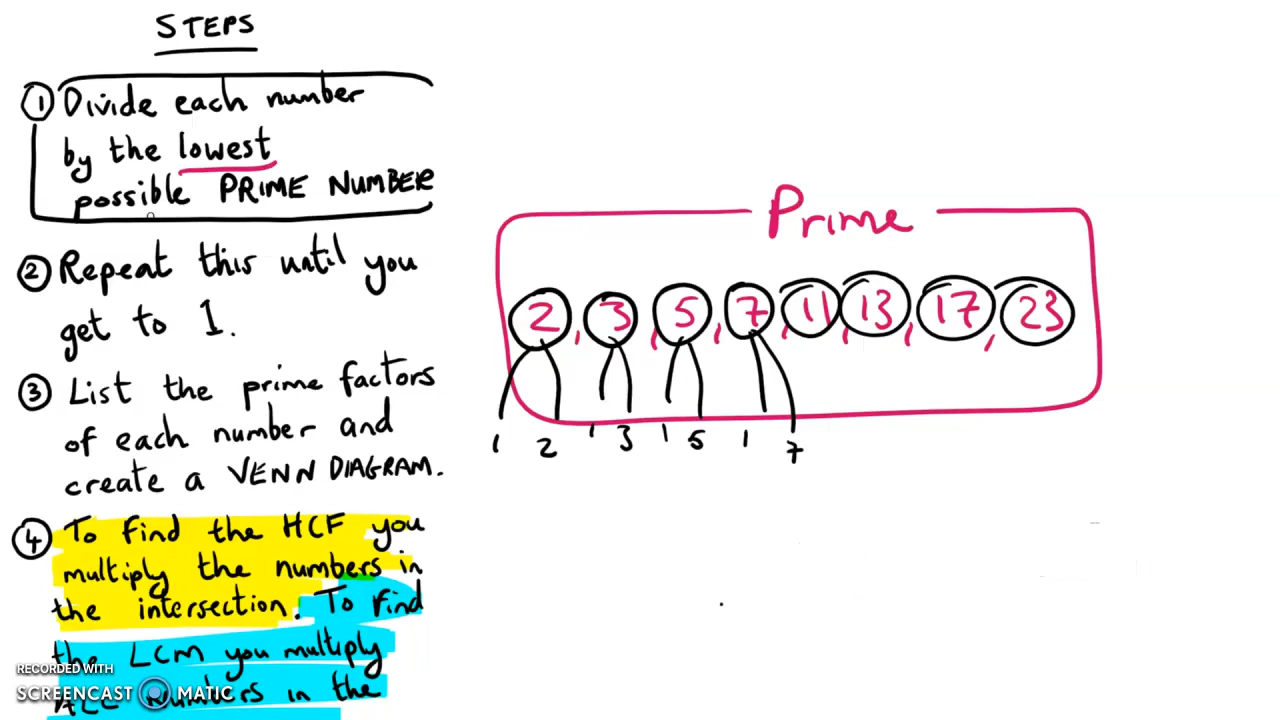 STEPS
① Divide each number
by the lowest
possible PRIME NUMBER
② Repeat this until you
get to 1.
③ List the prime factors
of each number and
create a VENN DIAGRAM.
④ To find the HCF you
multiply the numbers in
the intersection. To find
the LCM you multiply
ALL numbers in the
Prime
2, 3, 5, 7, 11, 13, 17, 23
1 2 1 3 1 5 1 7
RECORDED WITH
SCREENCAST MATIC